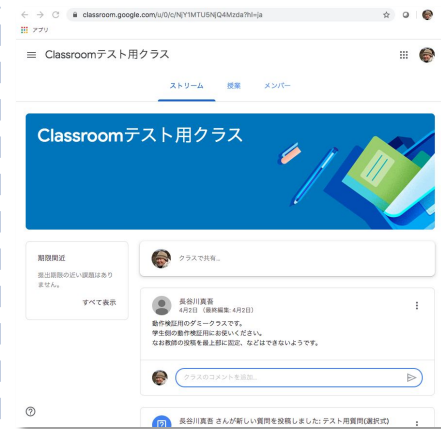 classroom.google.com/u/0/c/NjY1MTU5NjQ4Mzda?hl=ja
アプリ
Classroomテスト用クラス
ストリーム 授業 メンバー
Classroomテスト用クラス
期限間近
提出期限の近い課題はありません。
すべて表示
クラスで共有...
長谷川真吾
4月2日 (最終編集: 4月2日)
動作検証用のダミークラスです。
学生側の動作検証用にお使いください。
なお教師の投稿を最上部に固定、などはできないようです。
クラスのコメントを追加...
長谷川真吾 さんが新しい質問を投稿しました: テスト用質問(選択式)